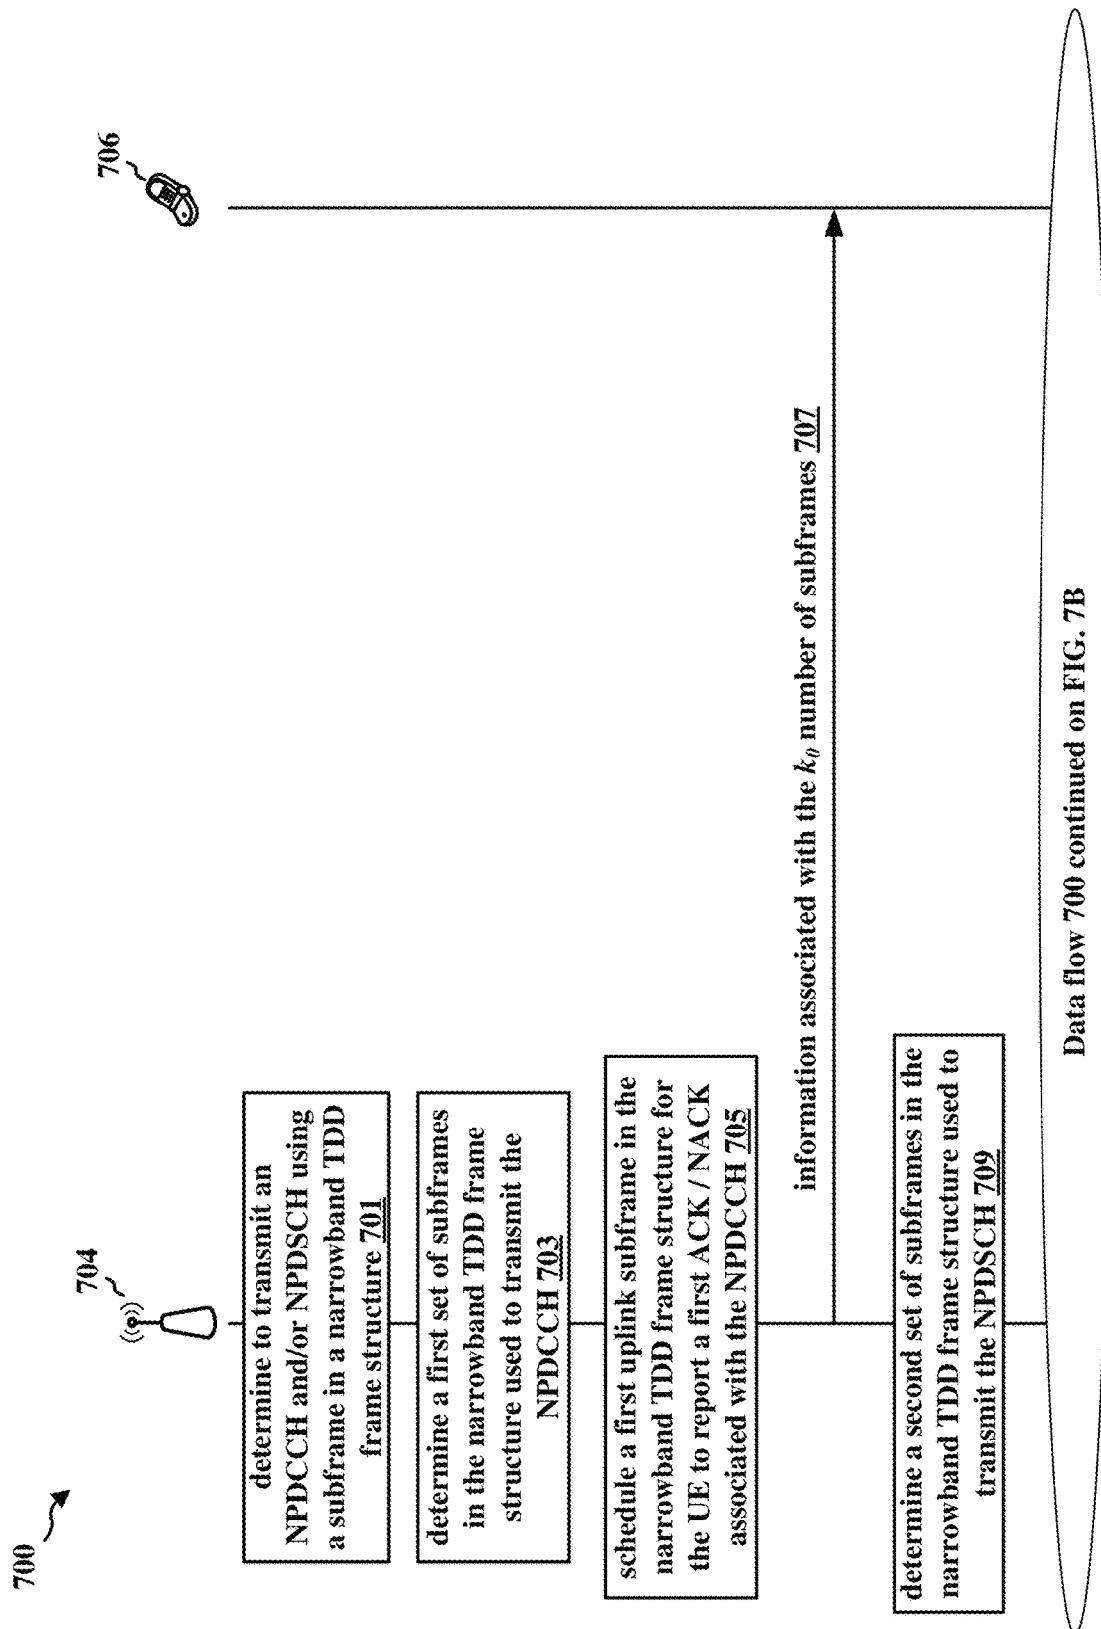 700
704
706
determine to transmit an
NPDCCH and/or NPDSCH using
a subframe in a narrowband TDD
frame structure 701
determine a first set of subframes
in the narrowband TDD frame
structure used to transmit the
NPDCCH 703
schedule a first uplink subframe in the
narrowband TDD frame structure for
the UE to report a first ACK / NACK
associated with the NPDCCH 705
information associated with the k0 number of subframes 707
determine a second set of subframes in the
narrowband TDD frame structure used to
transmit the NPDSCH 709
Data flow 700 continued on FIG. 7B